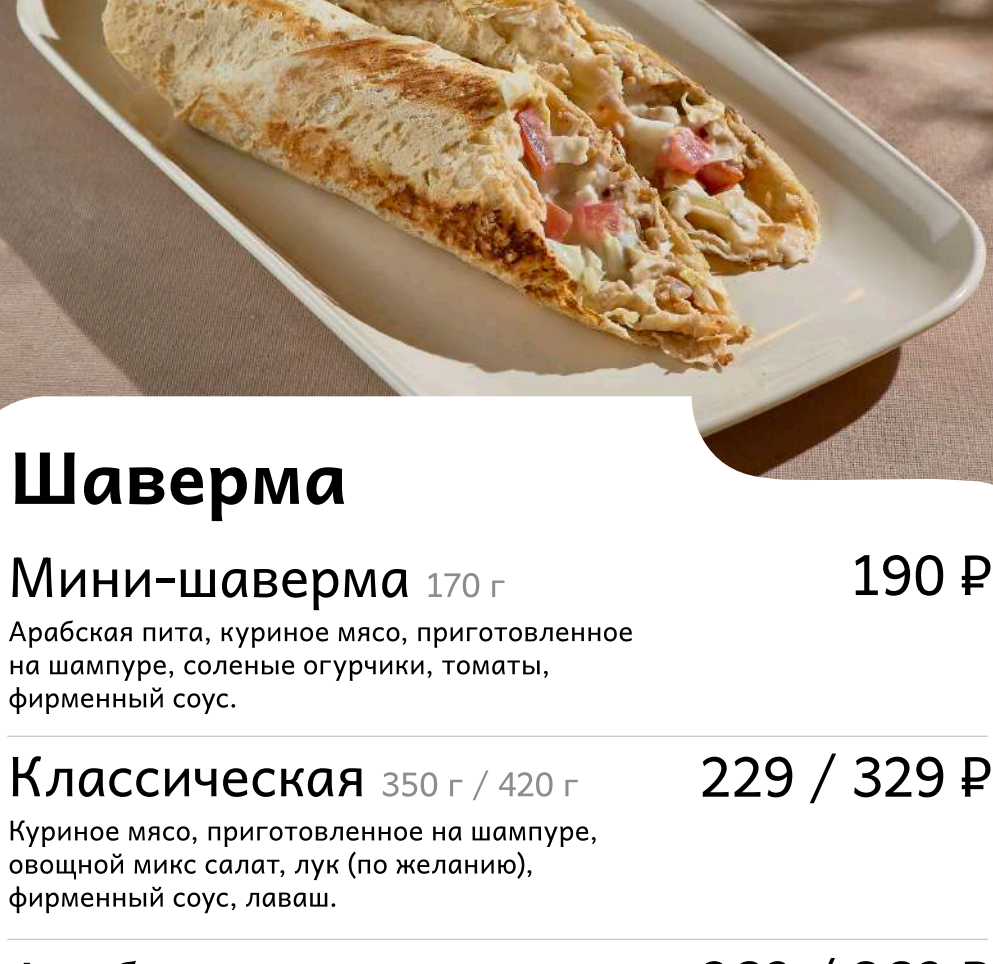 Шаверма
Мини-шаверма 170 г 190 ₽
Арабская пита, куриное мясо, приготовленное
на шампуре, соленые огурчики, томаты,
фирменный соус.
Классическая 350 г / 420 г 229 / 329 ₽
Куриное мясо, приготовленное на шампуре,
овощной микс салат, лук (по желанию),
фирменный соус, лаваш.